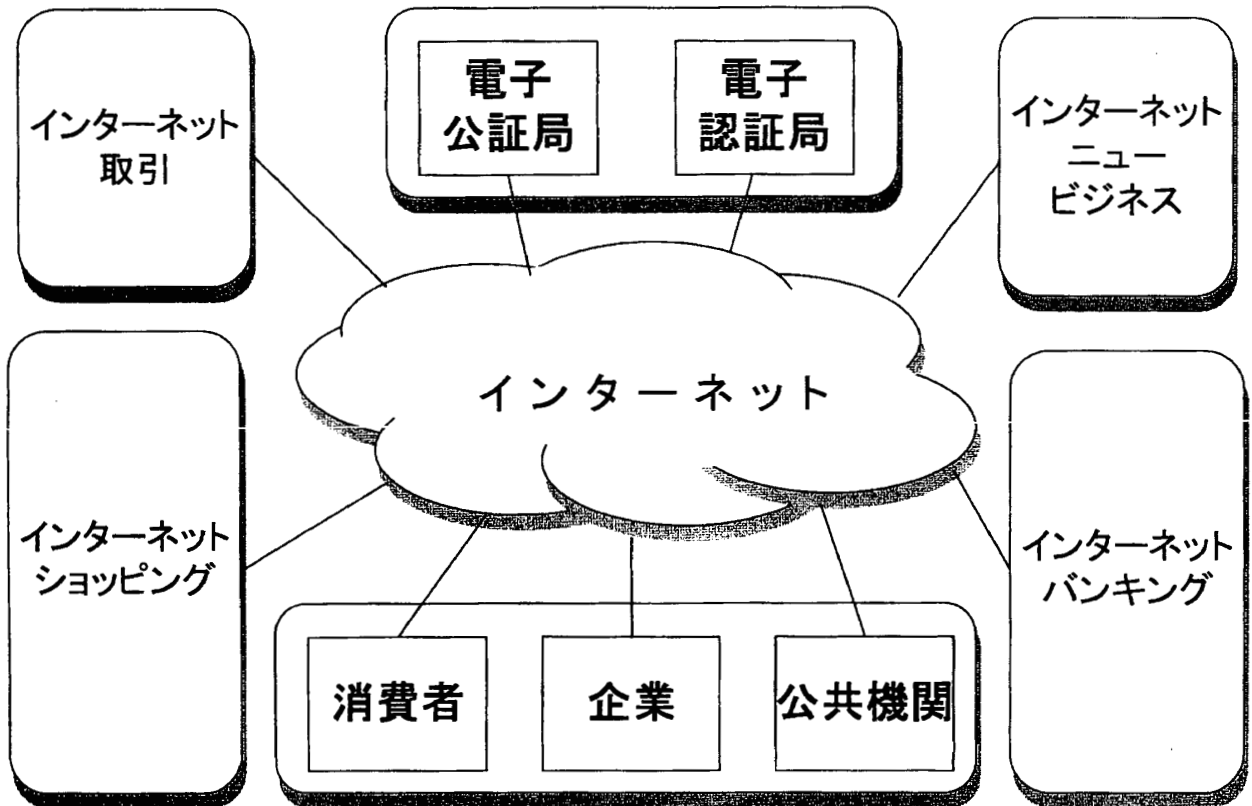 インターネット
取引
電子
公証局
電子
認証局
インターネット
ニュー
ビジネス
インターネット
インターネット
ショッピング
インターネット
バンキング
消費者
企業
公共機関